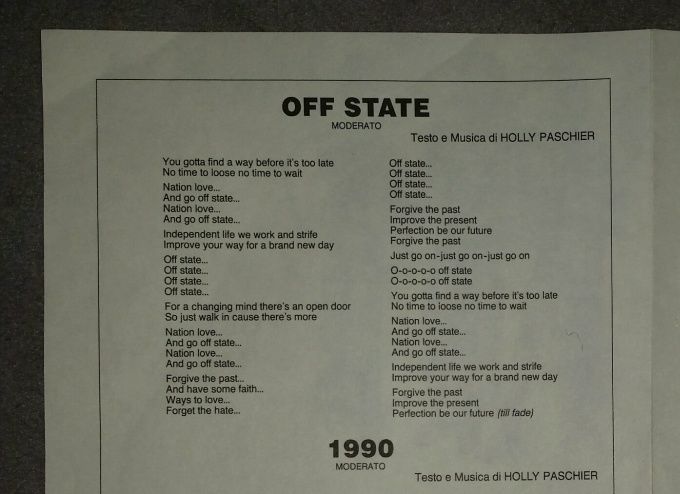 OFF STATE
MODERATO
Testo e Musica di HOLLY PASCHIER
You gotta find a way before it's too late
No time to loose no time to wait
Nation love...
And go off state...
Nation love...
And go off state...
Independent life we work and strife
Improve your way for a brand new day
Off state...
Off state...
Off state...
Off state...
For a changing mind there's an open door
So just walk in cause there's more
Nation love...
And go off state...
Nation love...
And go off state...
Forgive the past...
And have some faith...
Ways to love...
Forget the hate...
Off state...
Off state...
Off state...
Off state...
Forgive the past
Improve the present
Perfection be our future
Forgive the past
Just go on-just go on-just go on
O-o-o-o-o off state
O-o-o-o-o off state
You gotta find a way before it's too late
No time to loose no time to wait
Nation love...
And go off state...
Nation love...
And go off state...
Independent life we work and strife
Improve your way for a brand new day
Forgive the past
Improve the present
Perfection be our future (till fade)
1990
MODERATO
Testo e Musica di HOLLY PASCHIER